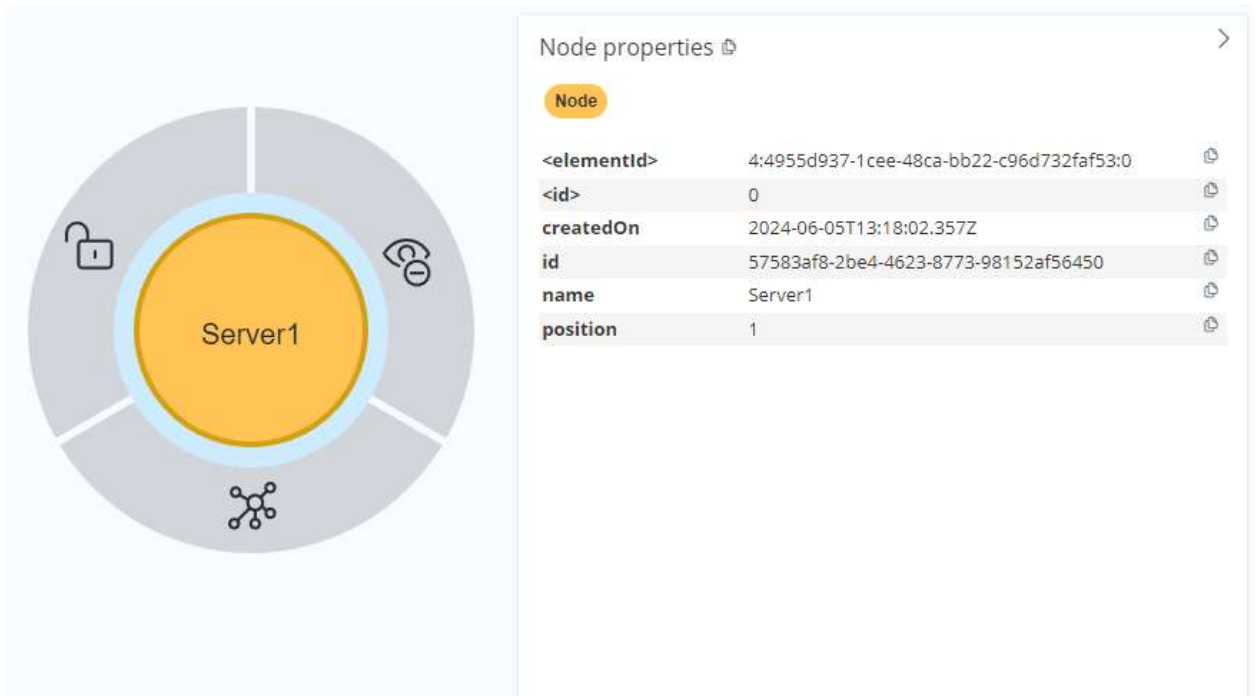 Node properties
Node
<elementId> 4:4955d937-1cee-48ca-bb22-c96d732faf53:0
<id> 0
createdOn 2024-06-05T13:18:02.357Z
id 57583af8-2be4-4623-8773-98152af56450
name Server1
position 1
Server1